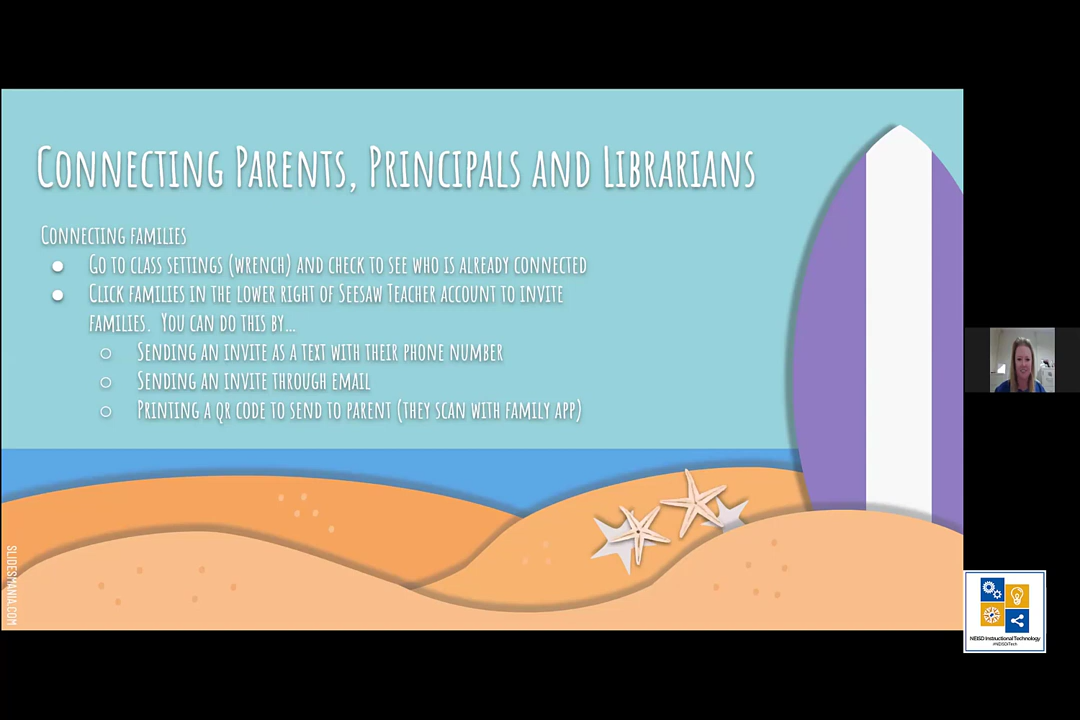 Connecting Parents, Principals and Librarians
Connecting families
● Go to class settings (wrench) and check to see who is already connected
● Click families in the lower right of Seesaw Teacher account to invite
families. You can do this by...
○ Sending an invite as a text with their phone number
○ Sending an invite through email
○ Printing a QR code to send to parent (they scan with family app)
SLIDESMANIA.COM
NEISD Instructional Technology
#NEISDiTech